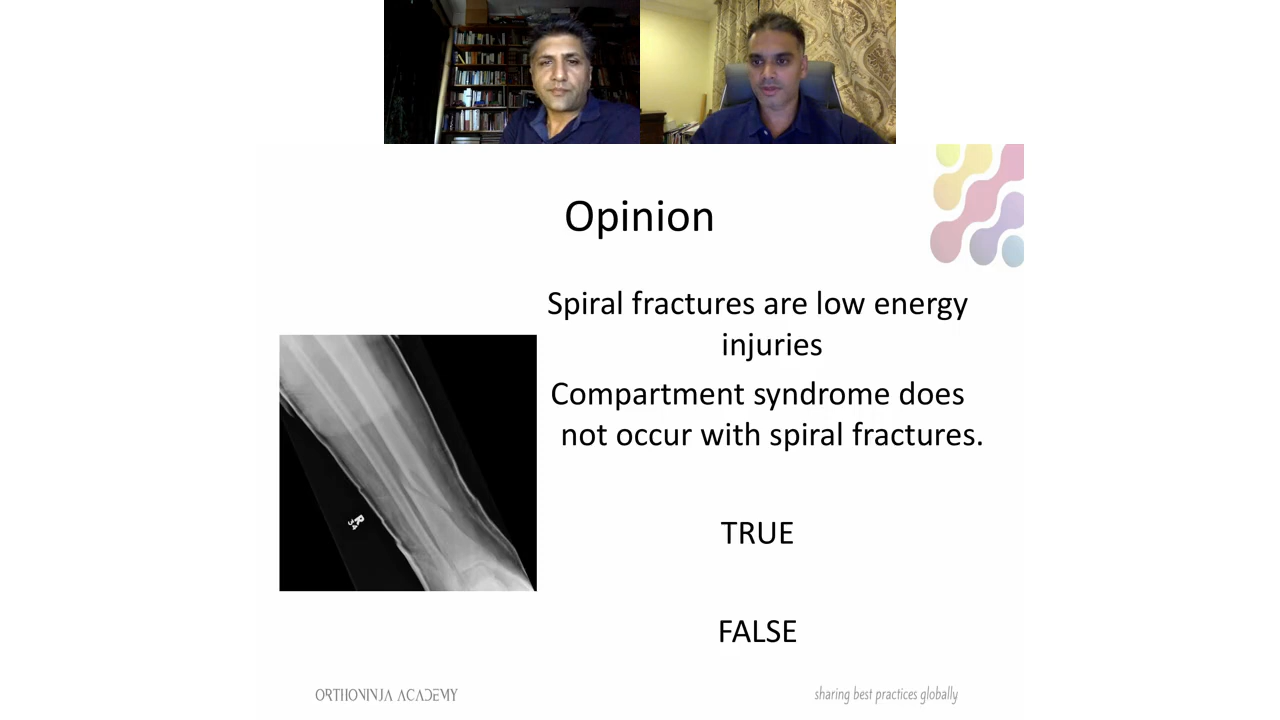 Opinion
Spiral fractures are low energy
injuries
Compartment syndrome does
not occur with spiral fractures.
TRUE
FALSE
ORTHONINJA ACADEMY
sharing best practices globally